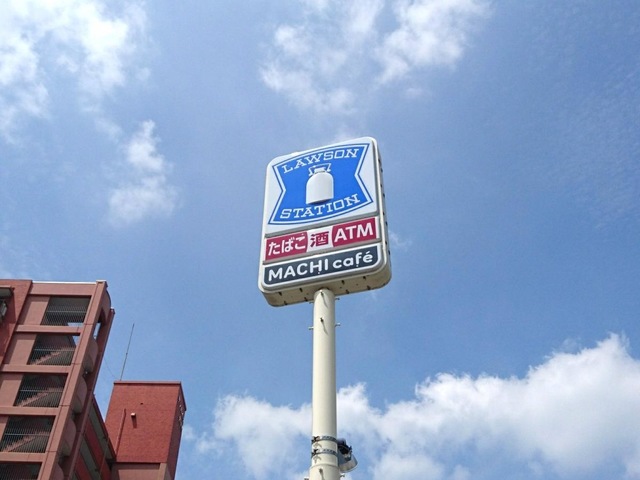 LAWSON
STATION
たばこ 酒 ATM
MACHI café